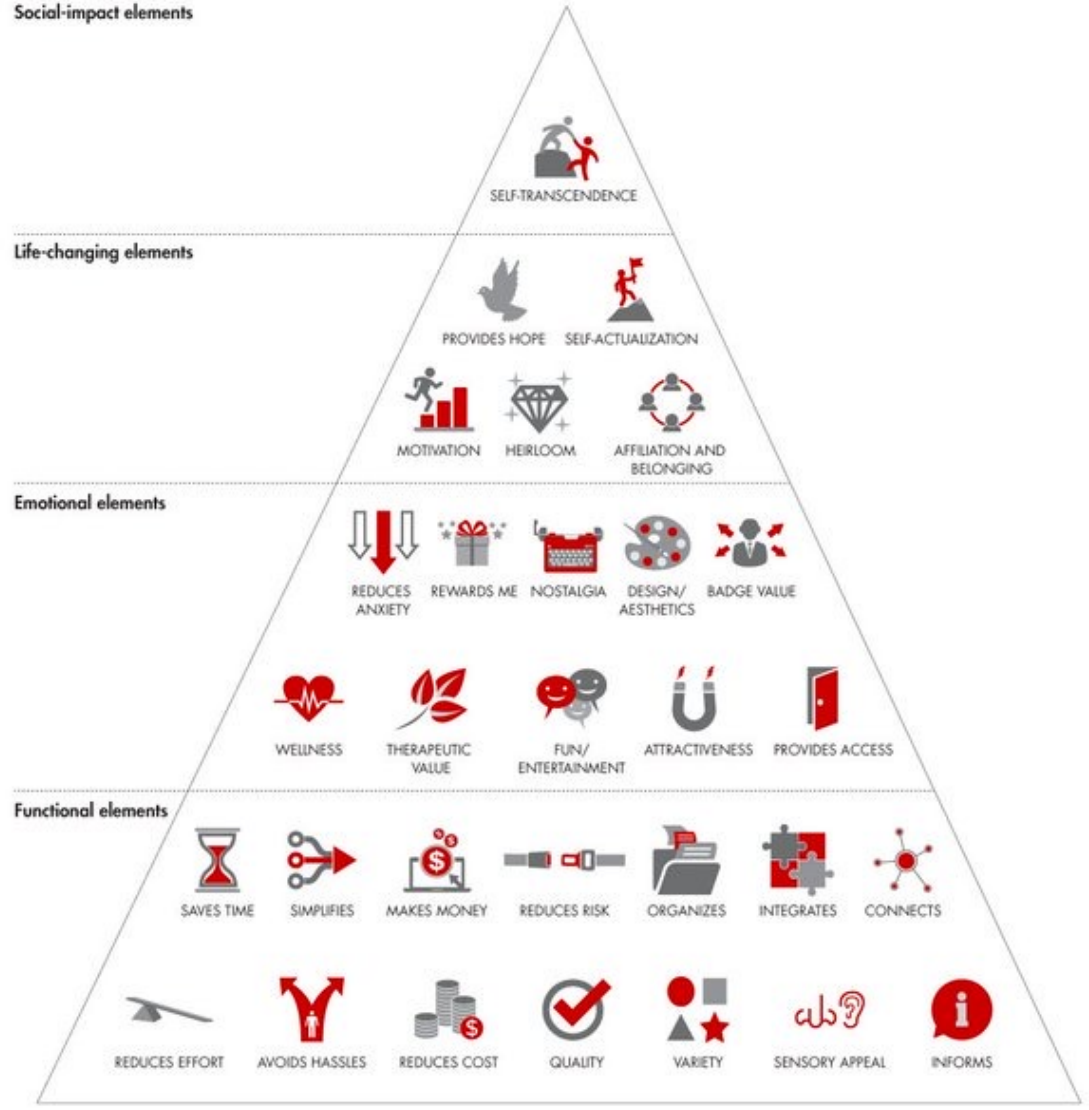 Social-impact elements
SELF-TRANSCENDENCE
Life-changing elements
PROVIDES HOPE
SELF-ACTUALIZATION
MOTIVATION
HEIRLOOM
AFFILIATION AND
BELONGING
Emotional elements
REDUCES
ANXIETY
REWARDS ME
NOSTALGIA
DESIGN/
AESTHETICS
BADGE VALUE
WELLNESS
THERAPEUTIC
VALUE
FUN/
ENTERTAINMENT
ATTRACTIVENESS
PROVIDES ACCESS
Functional elements
SAVES TIME
SIMPLIFIES
MAKES MONEY
REDUCES RISK
ORGANIZES
INTEGRATES
CONNECTS
REDUCES EFFORT
AVOIDS HASSLES
REDUCES COST
QUALITY
VARIETY
SENSORY APPEAL
INFORMS